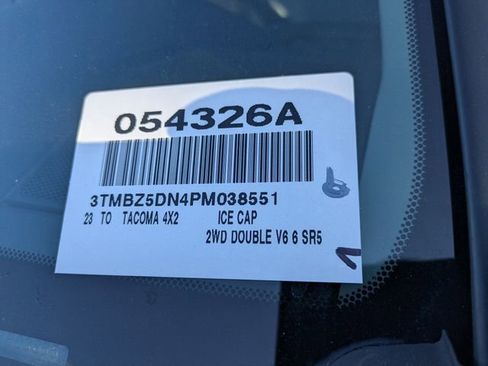 054326A
3TMBZ5DN4PM038551
23 TO TACOMA 4X2 ICE CAP
2WD DOUBLE V6 6 SR5